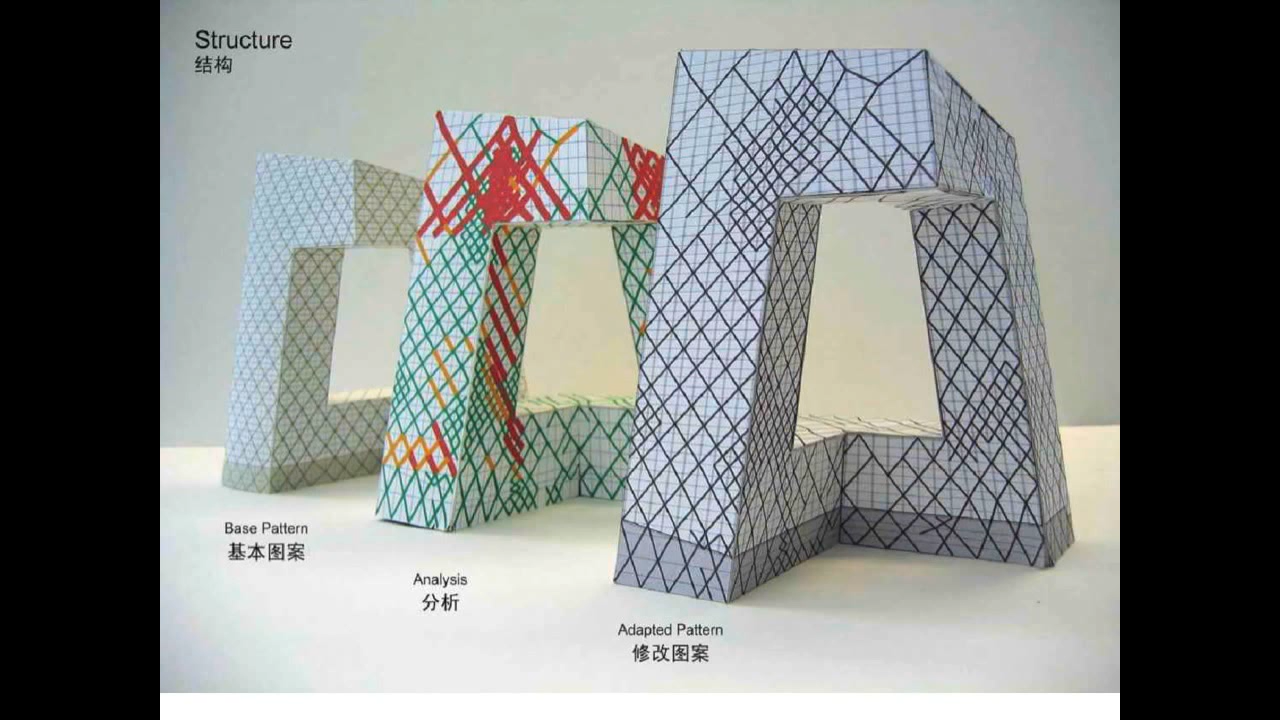 Structure
结构
Base Pattern
基本图案
Analysis
分析
Adapted Pattern
修改图案